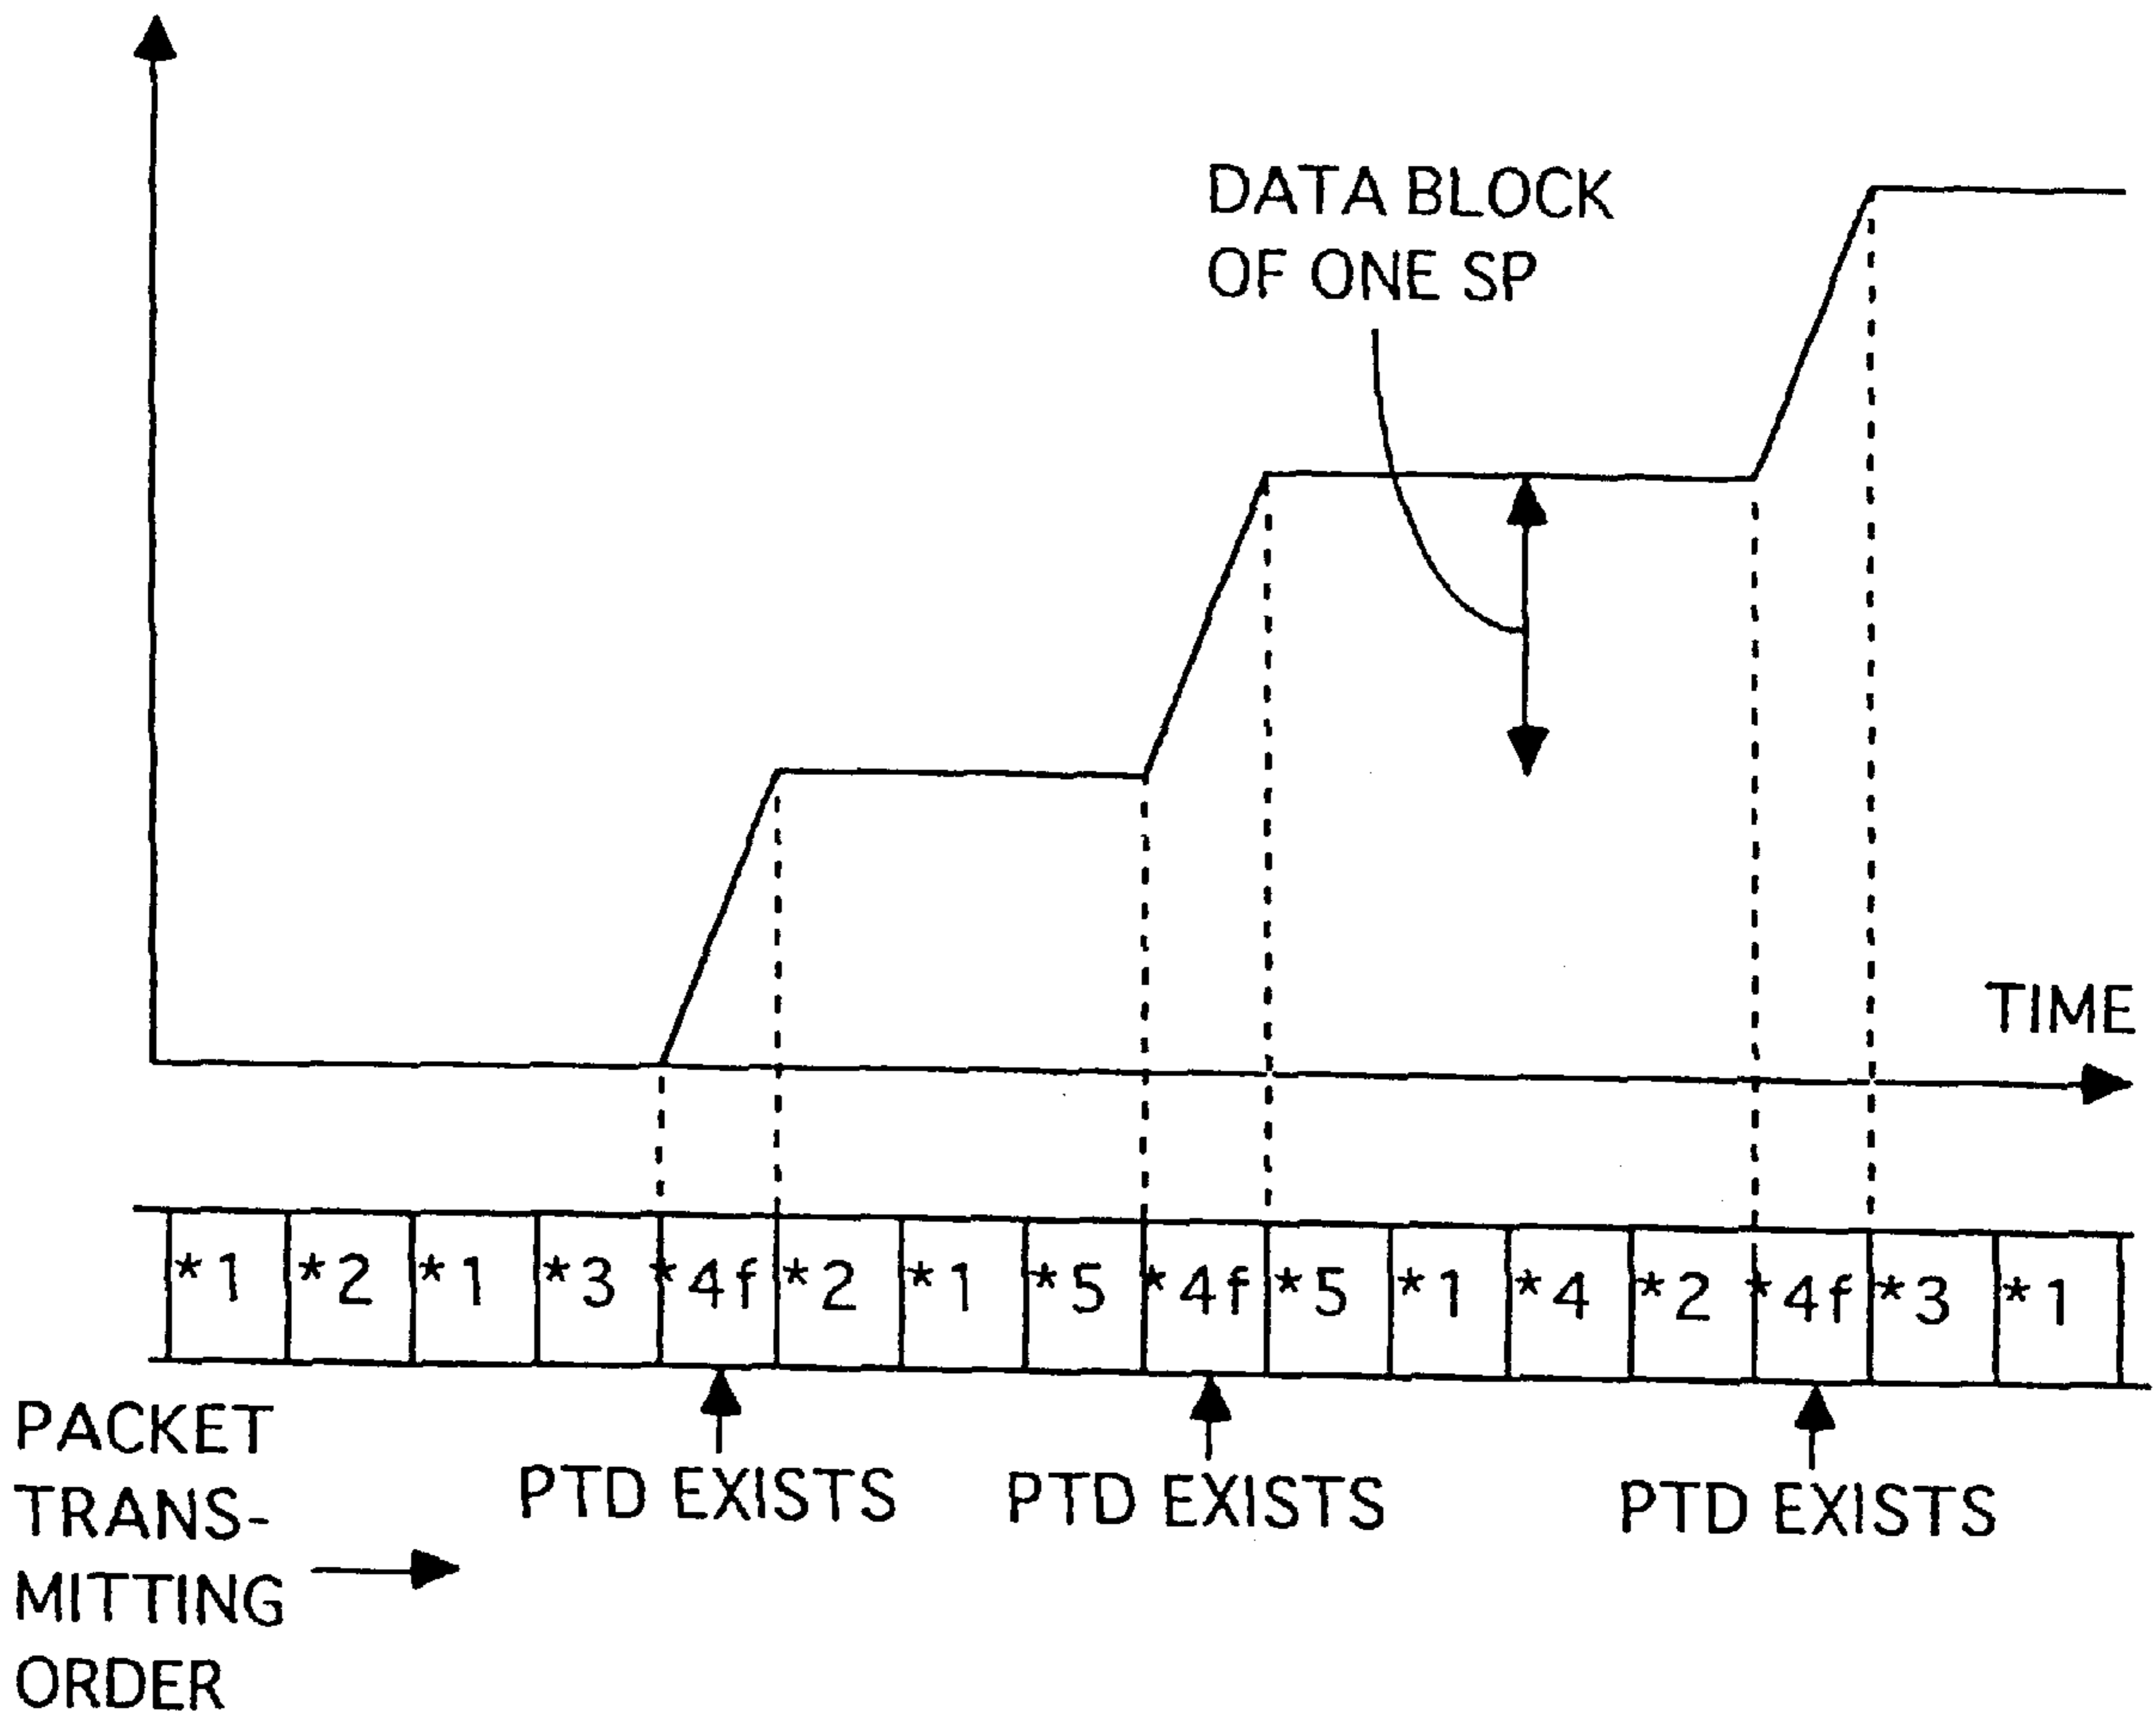 DATA BLOCK
OF ONE SP
TIME
*1 *2 *1 *3 *4f *2 *1 *5 *4f *5 *1 *4 *2 *4f *3 *1
PACKET
TRANS-
MITTING
ORDER
PTD EXISTS
PTD EXISTS
PTD EXISTS